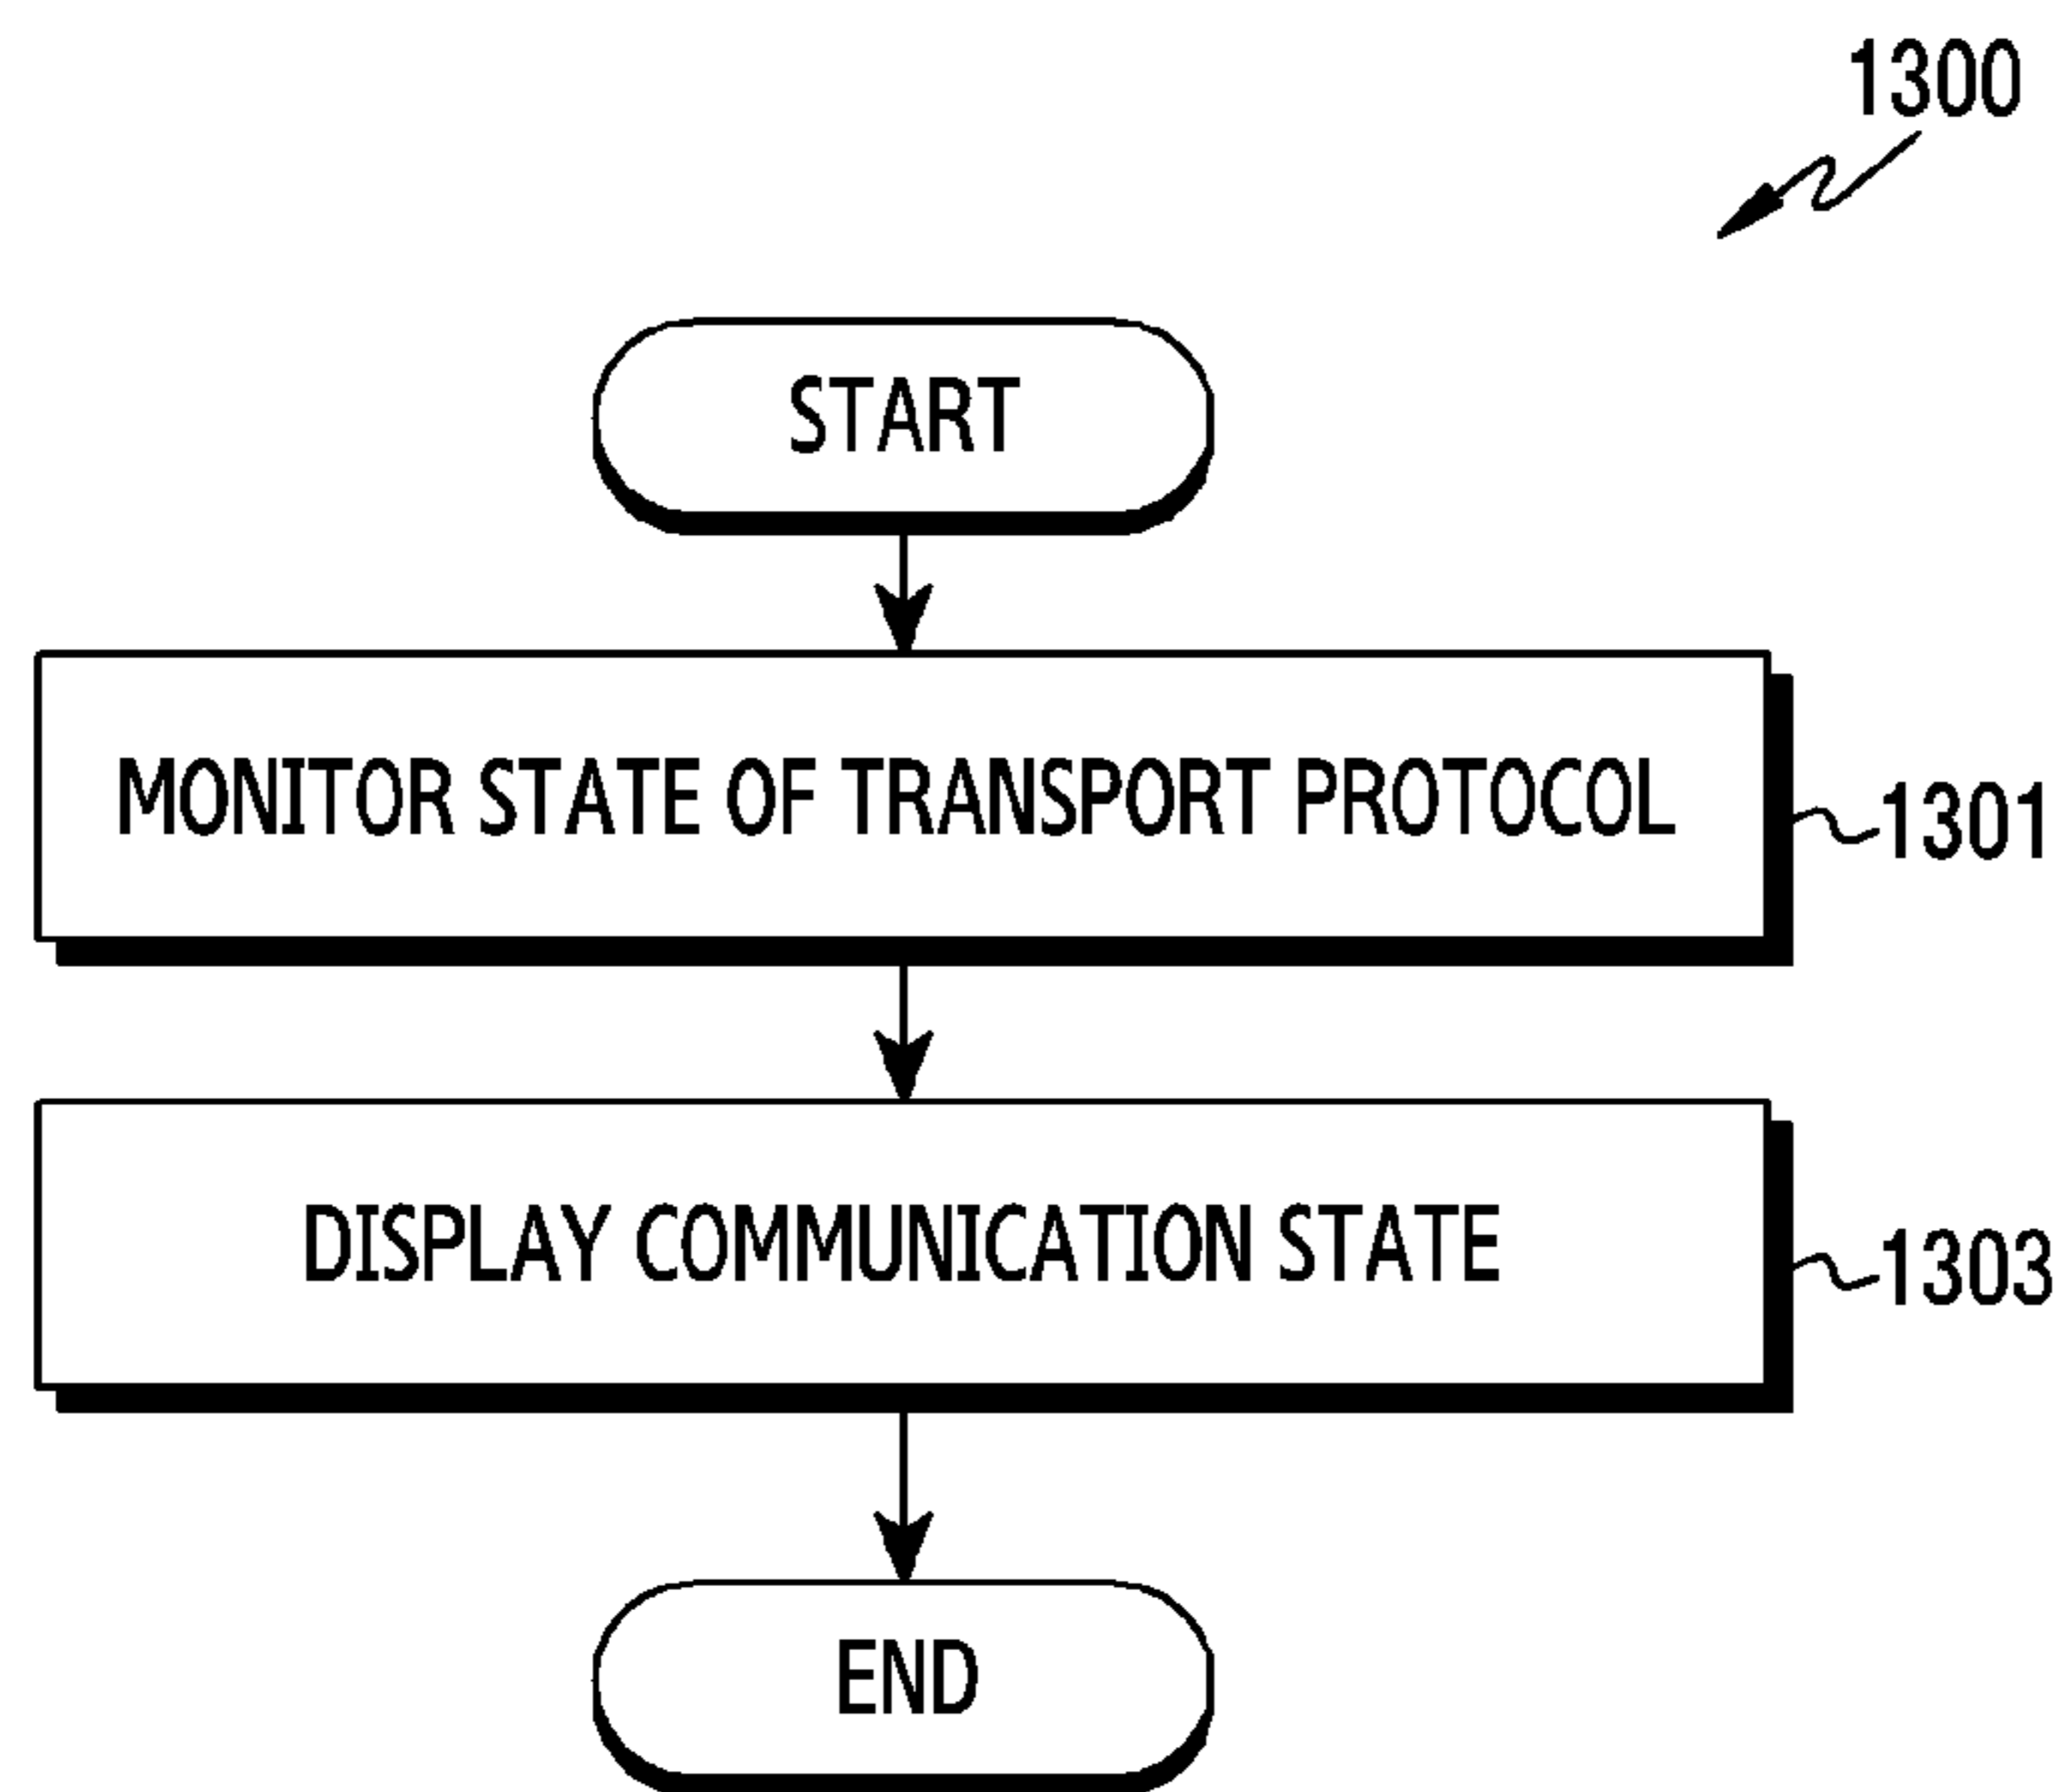 1300
START
MONITOR STATE OF TRANSPORT PROTOCOL
1301
DISPLAY COMMUNICATION STATE
1303
END